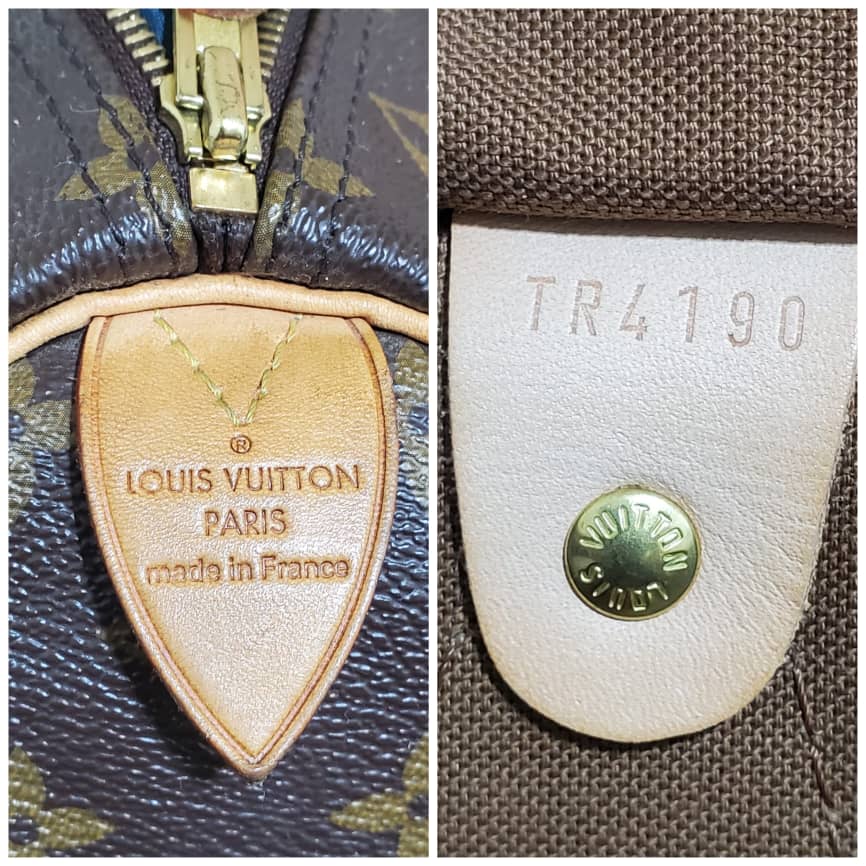 ®
LOUIS VUITTON
PARIS
made in France
TR4190
LOUIS VUITTON